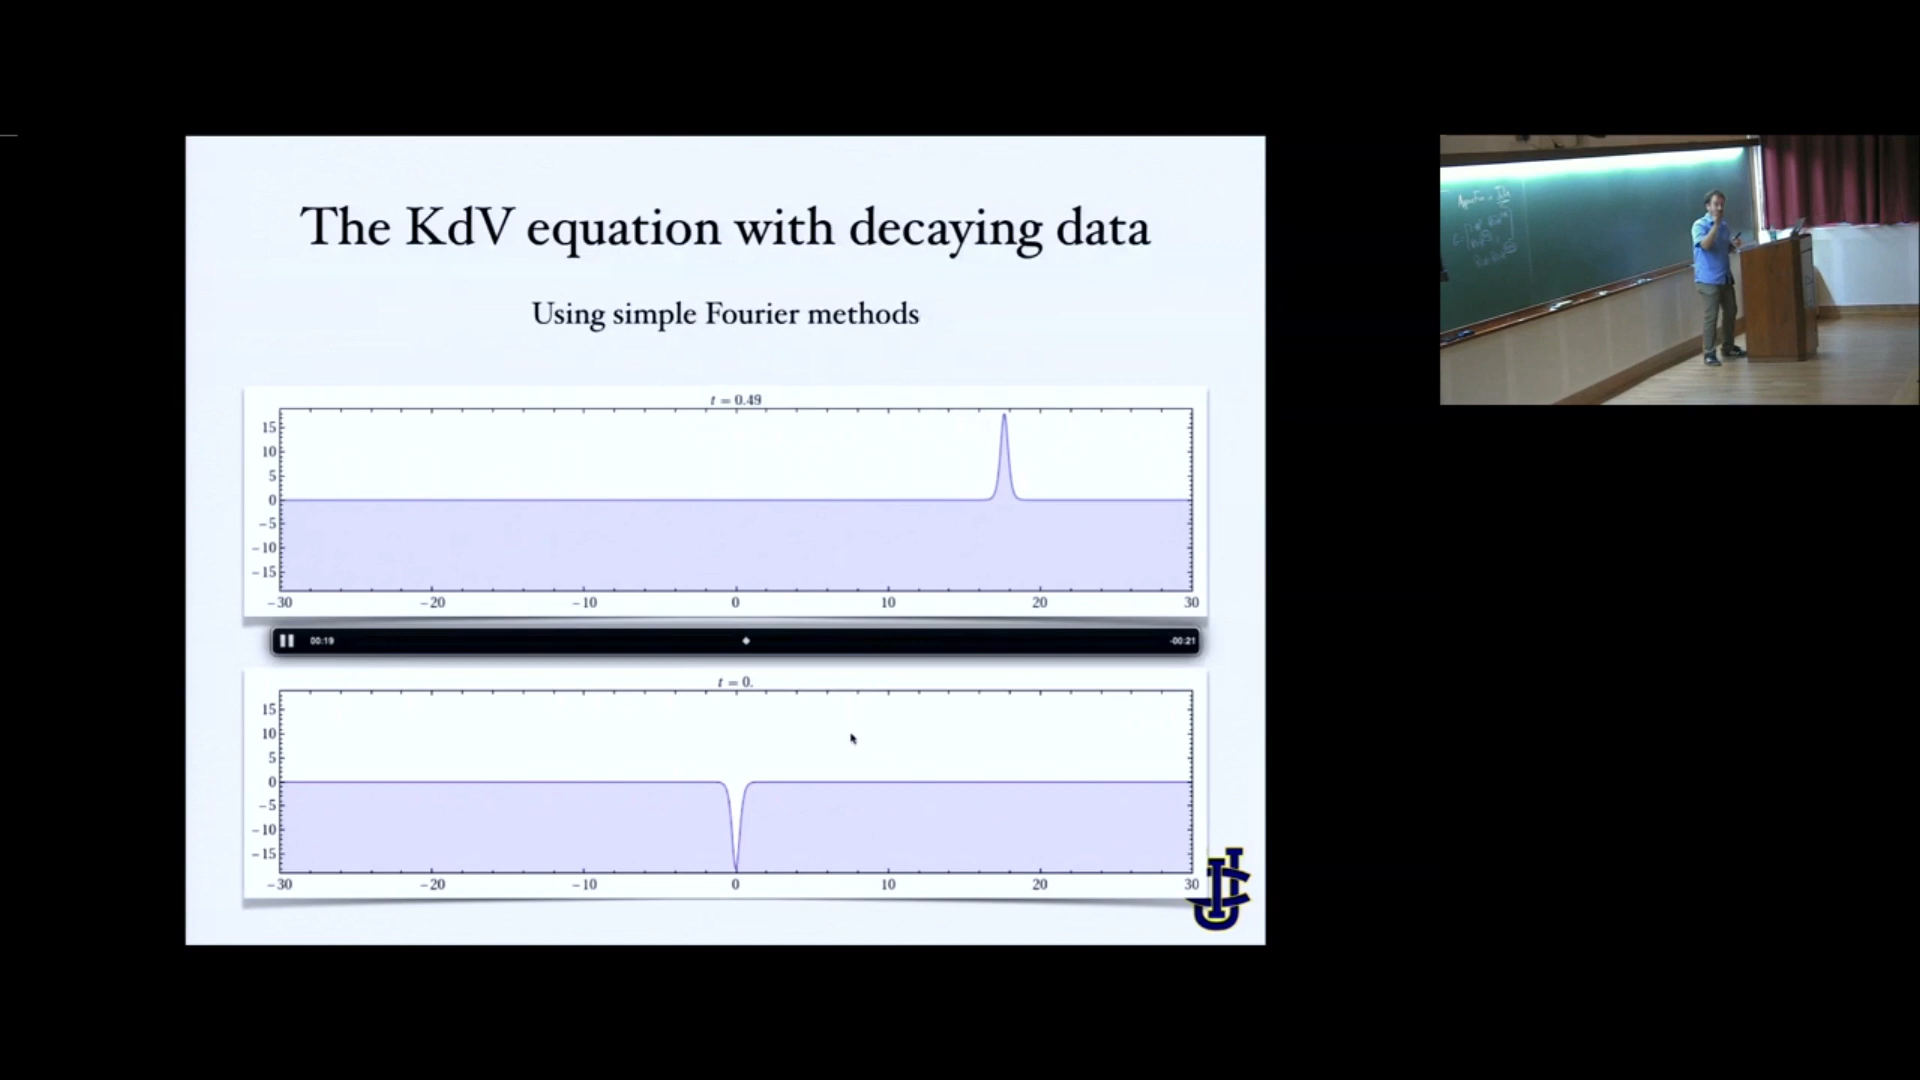 The KdV equation with decaying data
Using simple Fourier methods
t = 0.49
15
10
5
0
−5
−10
−15
−30 −20 −10 0 10 20 30
00:19 -00:21
t = 0.
15
10
5
0
−5
−10
−15
−30 −20 −10 0 10 20 30